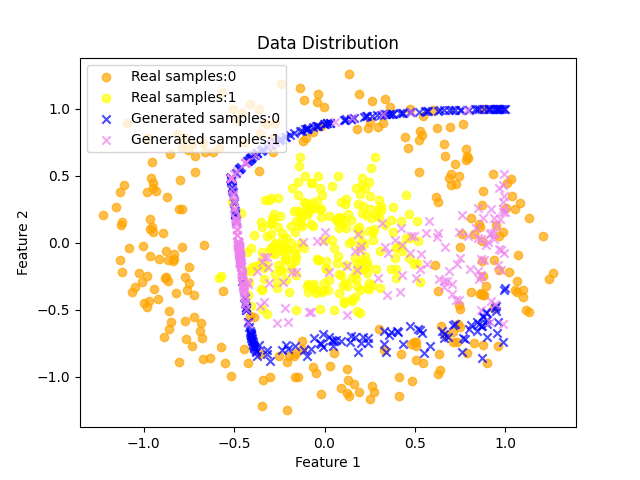 Data Distribution
Real samples:0
Real samples:1
Generated samples:0
Generated samples:1
1.0
0.5
0.0
−0.5
−1.0
Feature 2
−1.0
−0.5
0.0
0.5
1.0
Feature 1